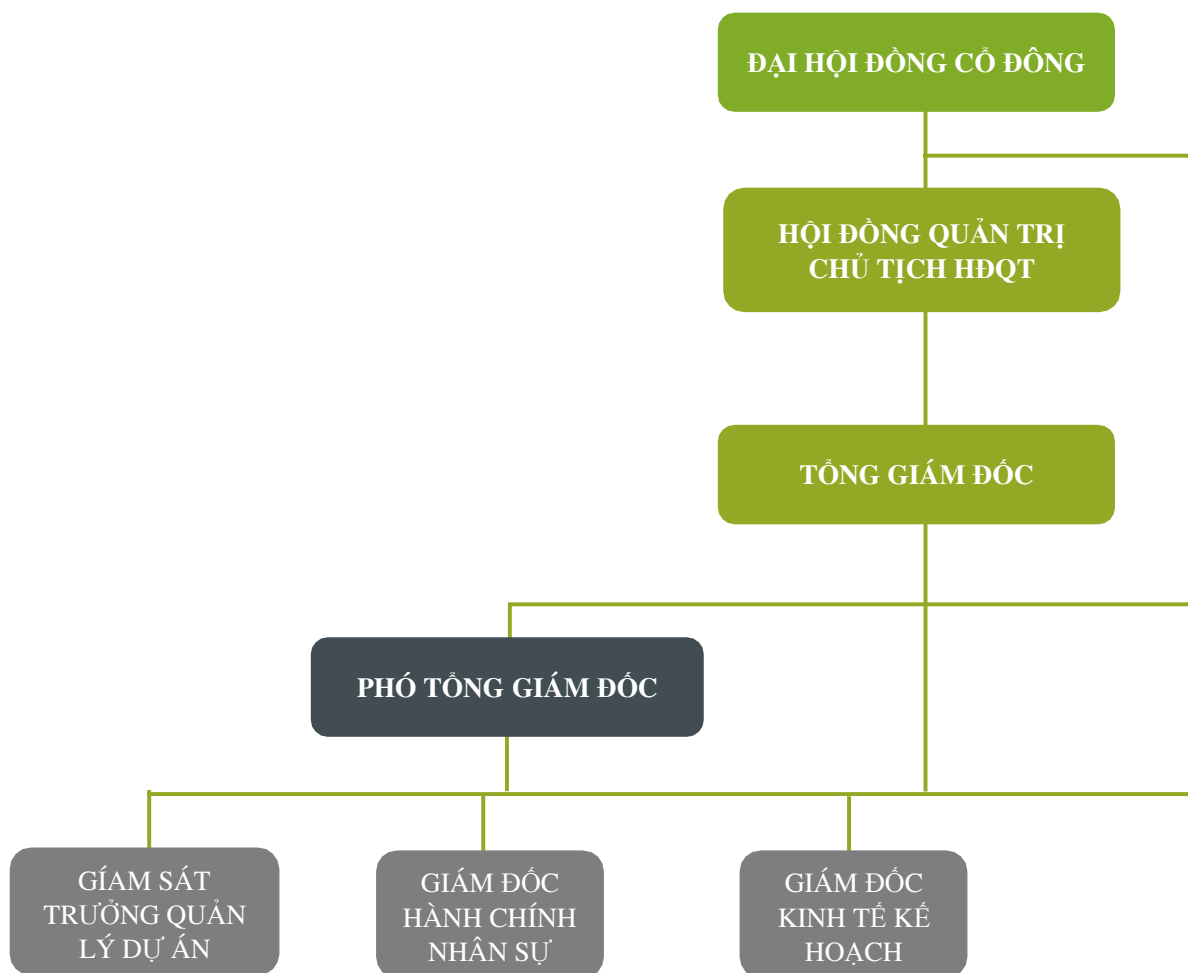 ĐẠI HỘI ĐỒNG CỔ ĐÔNG
HỘI ĐỒNG QUẢN TRỊ
CHỦ TỊCH HĐQT
TỔNG GIÁM ĐỐC
PHÓ TỔNG GIÁM ĐỐC
GÍAM SÁT
TRƯỞNG QUẢN
LÝ DỰ ÁN
GIÁM ĐỐC
HÀNH CHÍNH
NHÂN SỰ
GIÁM ĐỐC
KINH TẾ KẾ
HOẠCH